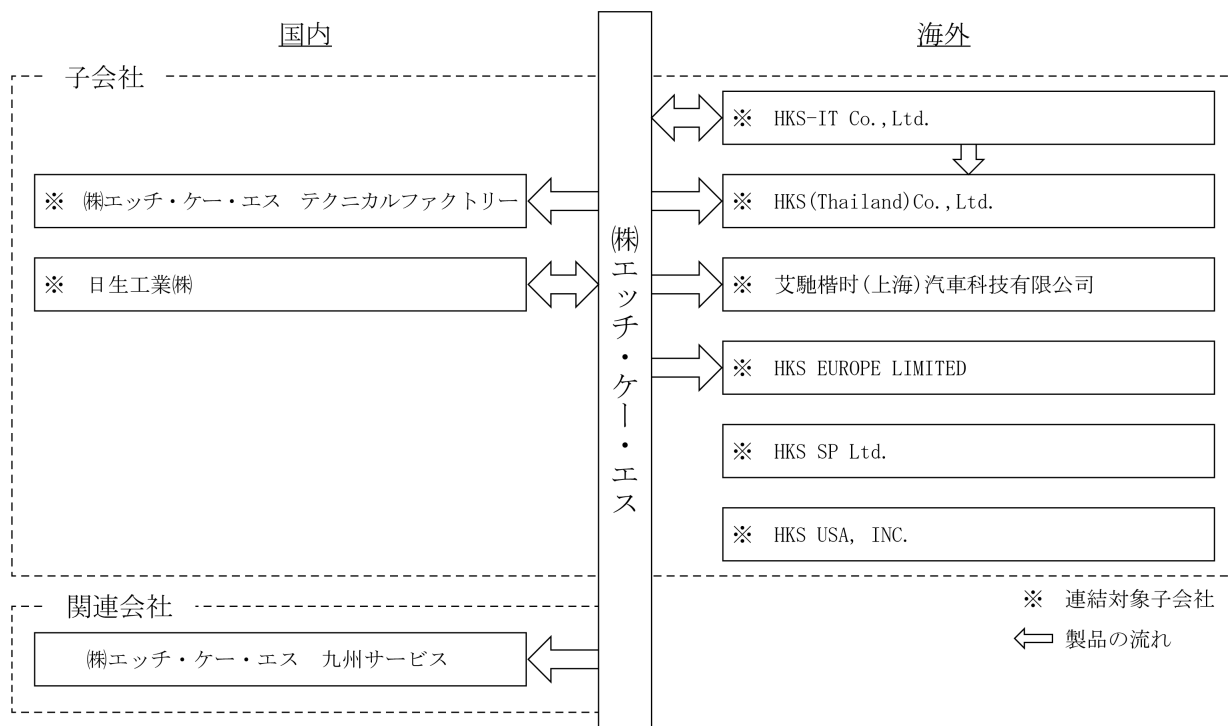 国内
海外
子会社
※ HKS-IT Co.,Ltd.
※ ㈱エッチ・ケー・エス　テクニカルファクトリー
※ HKS(Thailand)Co.,Ltd.
※ 日生工業㈱
※ 艾馳楷时(上海)汽車科技有限公司
※ HKS EUROPE LIMITED
※ HKS SP Ltd.
※ HKS USA, INC.
㈱エッチ・ケー・エス
関連会社
㈱エッチ・ケー・エス　九州サービス
※ 連結対象子会社
製品の流れ